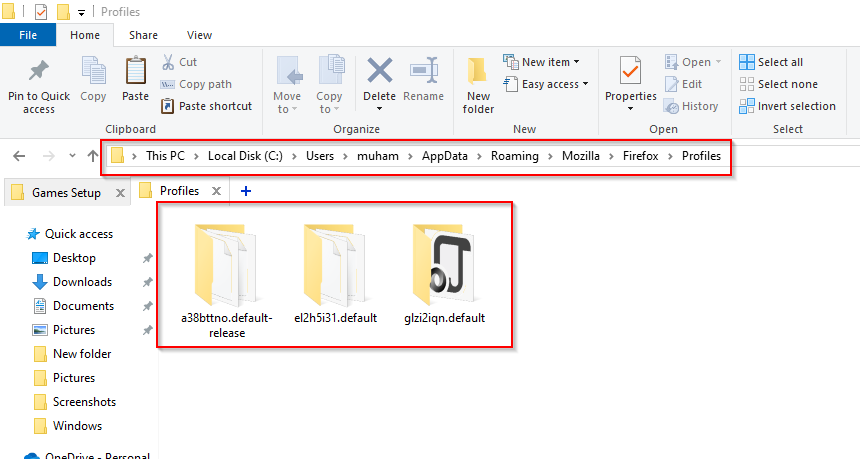 Profiles
File Home Share View
Pin to Quick access
Copy
Paste
Cut
Copy path
Paste shortcut
Clipboard
Move to
Copy to
Delete
Rename
Organize
New folder
New item
Easy access
New
Properties
Open
Edit
History
Open
Select all
Select none
Invert selection
Select
This PC > Local Disk (C:) > Users > muham > AppData > Roaming > Mozilla > Firefox > Profiles
Games Setup × Profiles × +
Quick access
Desktop
Downloads
Documents
Pictures
New folder
Pictures
Screenshots
Windows
OneDrive - Personal
a38bttno.default-
release
el2h5i31.default
glzi2iqn.default